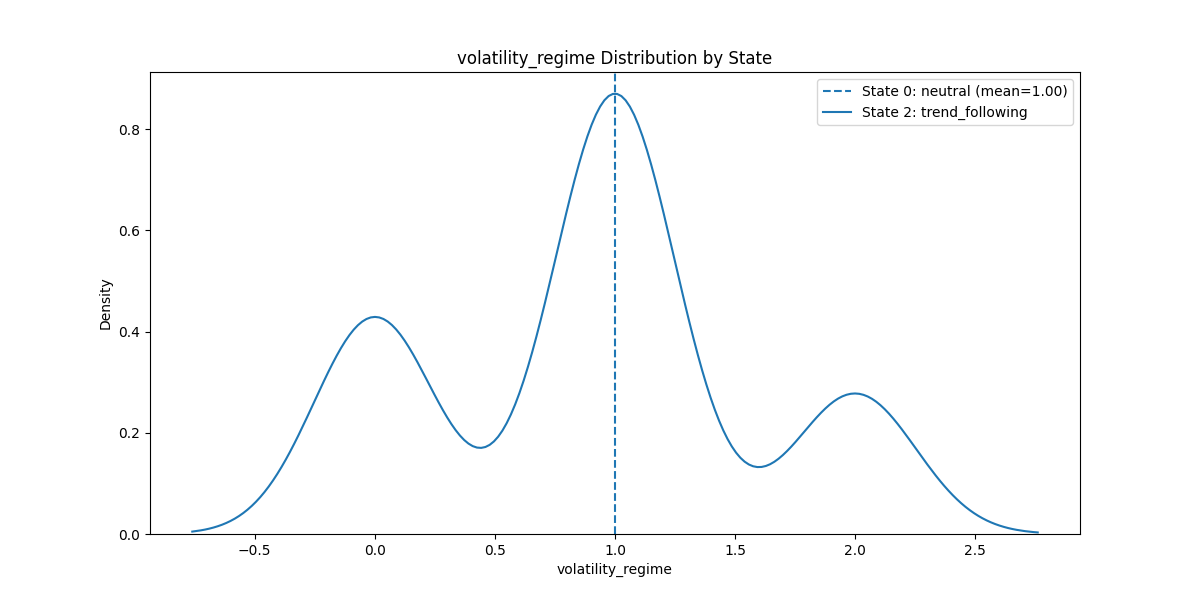 volatility_regime Distribution by State
State 0: neutral (mean=1.00)
State 2: trend_following
Density
0.8
0.6
0.4
0.2
0.0
−0.5
0.0
0.5
1.0
1.5
2.0
2.5
volatility_regime